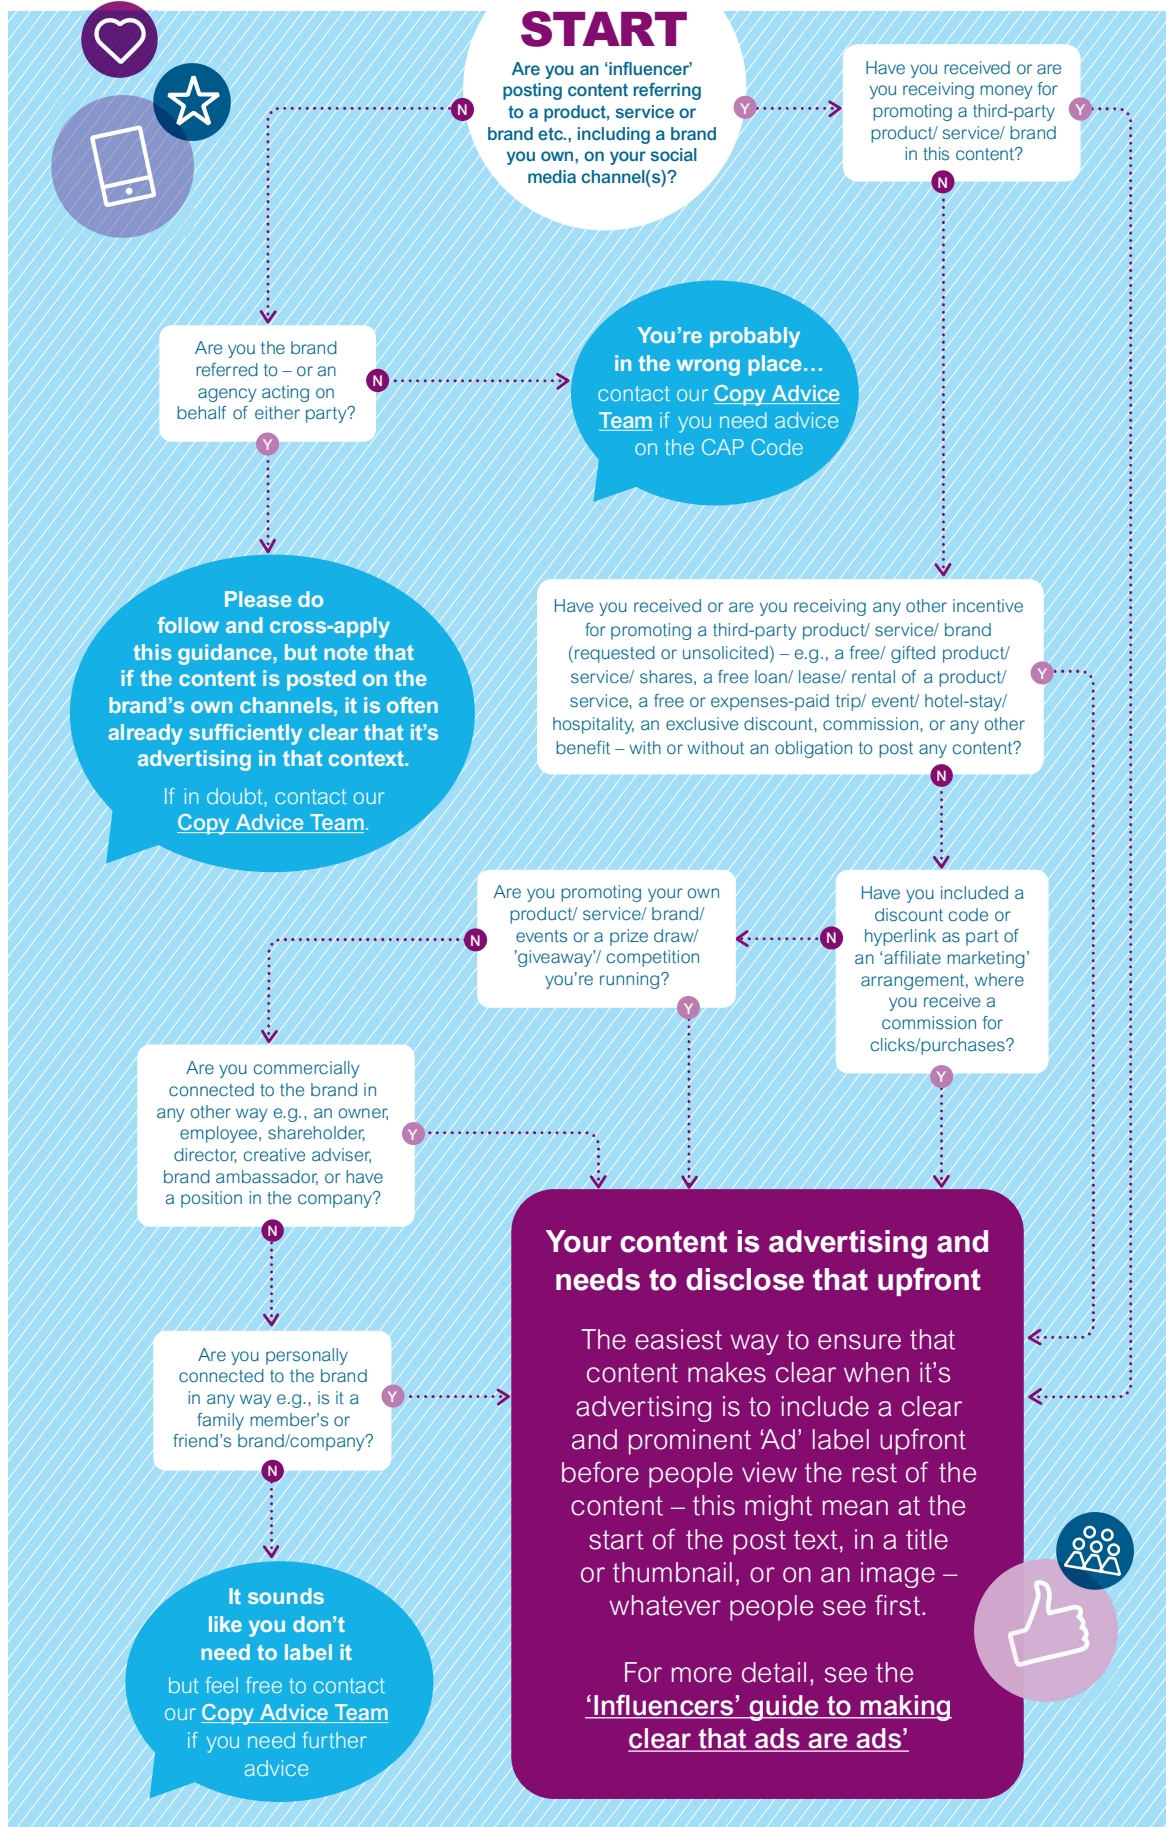 START
Are you an ‘influencer’
posting content referring
to a product, service or
brand etc., including a brand
you own, on your social
media channel(s)?
N
Y
Have you received or are
you receiving money for
promoting a third-party
product/ service/ brand
in this content?
Y
N
Are you the brand
referred to – or an
agency acting on
behalf of either party?
N
Y
You’re probably
in the wrong place...
contact our Copy Advice
Team if you need advice
on the CAP Code
Please do
follow and cross-apply
this guidance, but note that
if the content is posted on the
brand’s own channels, it is often
already sufficiently clear that it’s
advertising in that context.
If in doubt, contact our
Copy Advice Team.
Have you received or are you receiving any other incentive
for promoting a third-party product/ service/ brand
(requested or unsolicited) – e.g., a free/ gifted product/
service/ shares, a free loan/ lease/ rental of a product/
service, a free or expenses-paid trip/ event/ hotel-stay/
hospitality, an exclusive discount, commission, or any other
benefit – with or without an obligation to post any content?
Y
N
Have you included a
discount code or
hyperlink as part of
an ‘affiliate marketing’
arrangement, where
you receive a
commission for
clicks/purchases?
N
Y
Are you promoting your own
product/ service/ brand/
events or a prize draw/
’giveaway’/ competition
you’re running?
N
Y
Are you commercially
connected to the brand in
any other way e.g., an owner,
employee, shareholder,
director, creative adviser,
brand ambassador, or have
a position in the company?
Y
N
Are you personally
connected to the brand
in any way e.g., is it a
family member’s or
friend’s brand/company?
Y
N
It sounds
like you don’t
need to label it
but feel free to contact
our Copy Advice Team
if you need further
advice
Your content is advertising and
needs to disclose that upfront
The easiest way to ensure that
content makes clear when it’s
advertising is to include a clear
and prominent ‘Ad’ label upfront
before people view the rest of the
content – this might mean at the
start of the post text, in a title
or thumbnail, or on an image –
whatever people see first.
For more detail, see the
‘Influencers’ guide to making
clear that ads are ads’